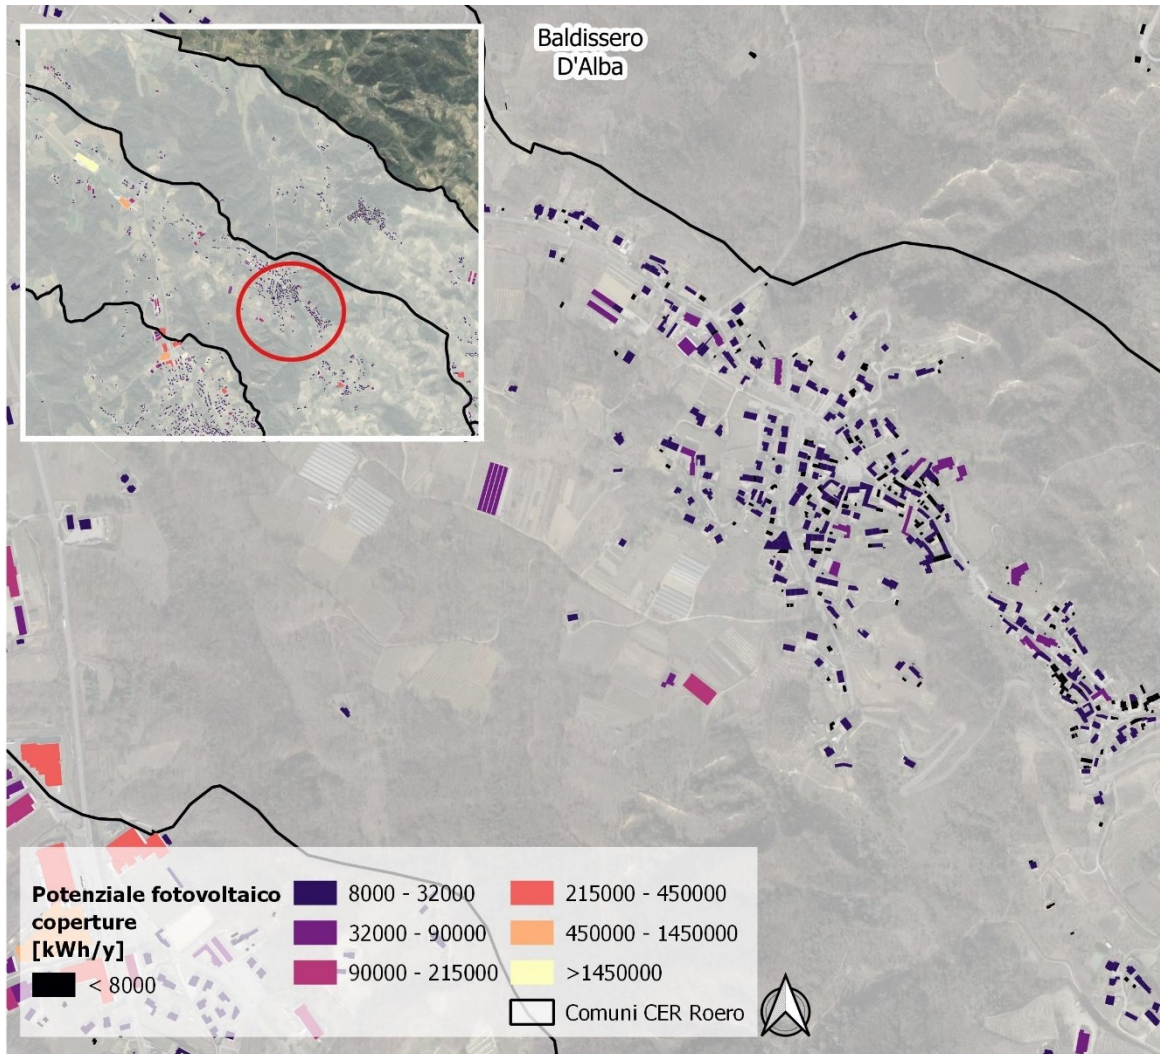 Baldissero
D'Alba
Potenziale fotovoltaico
coperture
[kWh/y]
< 8000
8000 - 32000
32000 - 90000
90000 - 215000
215000 - 450000
450000 - 1450000
>1450000
Comuni CER Roero